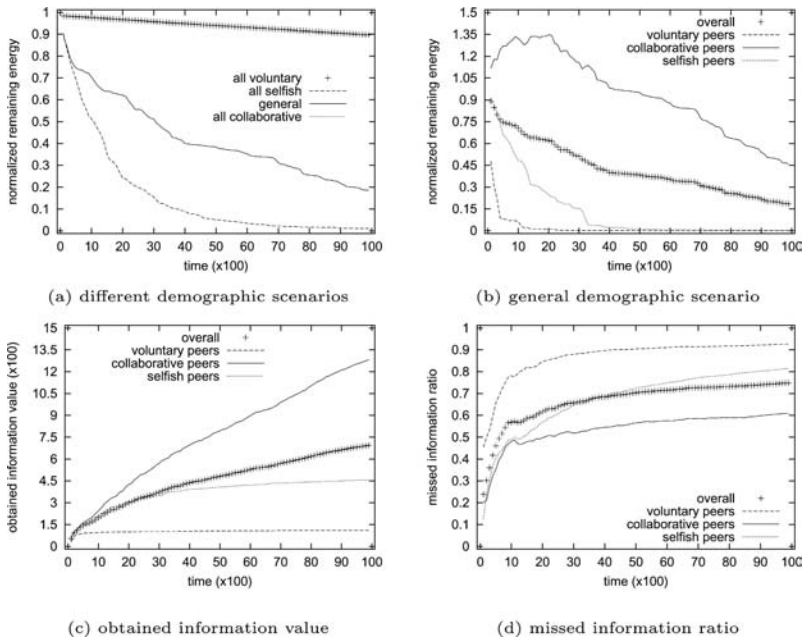 1
0.9
0.8
0.7
0.6
0.5
0.4
0.3
0.2
0.1
0
normalized remaining energy
all voluntary
all selfish
general
all collaborative
0 10 20 30 40 50 60 70 80 90 100
time (x100)
(a) different demographic scenarios
1.5
1.35
1.2
1.05
0.9
0.75
0.6
0.45
0.3
0.15
0
normalized remaining energy
overall
voluntary peers
collaborative peers
selfish peers
0 10 20 30 40 50 60 70 80 90 100
time (x100)
(b) general demographic scenario
15
13.5
12
10.5
9
7.5
6
4.5
3
1.5
0
obtained information value (x100)
overall
voluntary peers
collaborative peers
selfish peers
0 10 20 30 40 50 60 70 80 90 100
time (x100)
(c) obtained information value
1
0.9
0.8
0.7
0.6
0.5
0.4
0.3
0.2
0.1
0
missed information ratio
overall
voluntary peers
collaborative peers
selfish peers
0 10 20 30 40 50 60 70 80 90 100
time (x100)
(d) missed information ratio